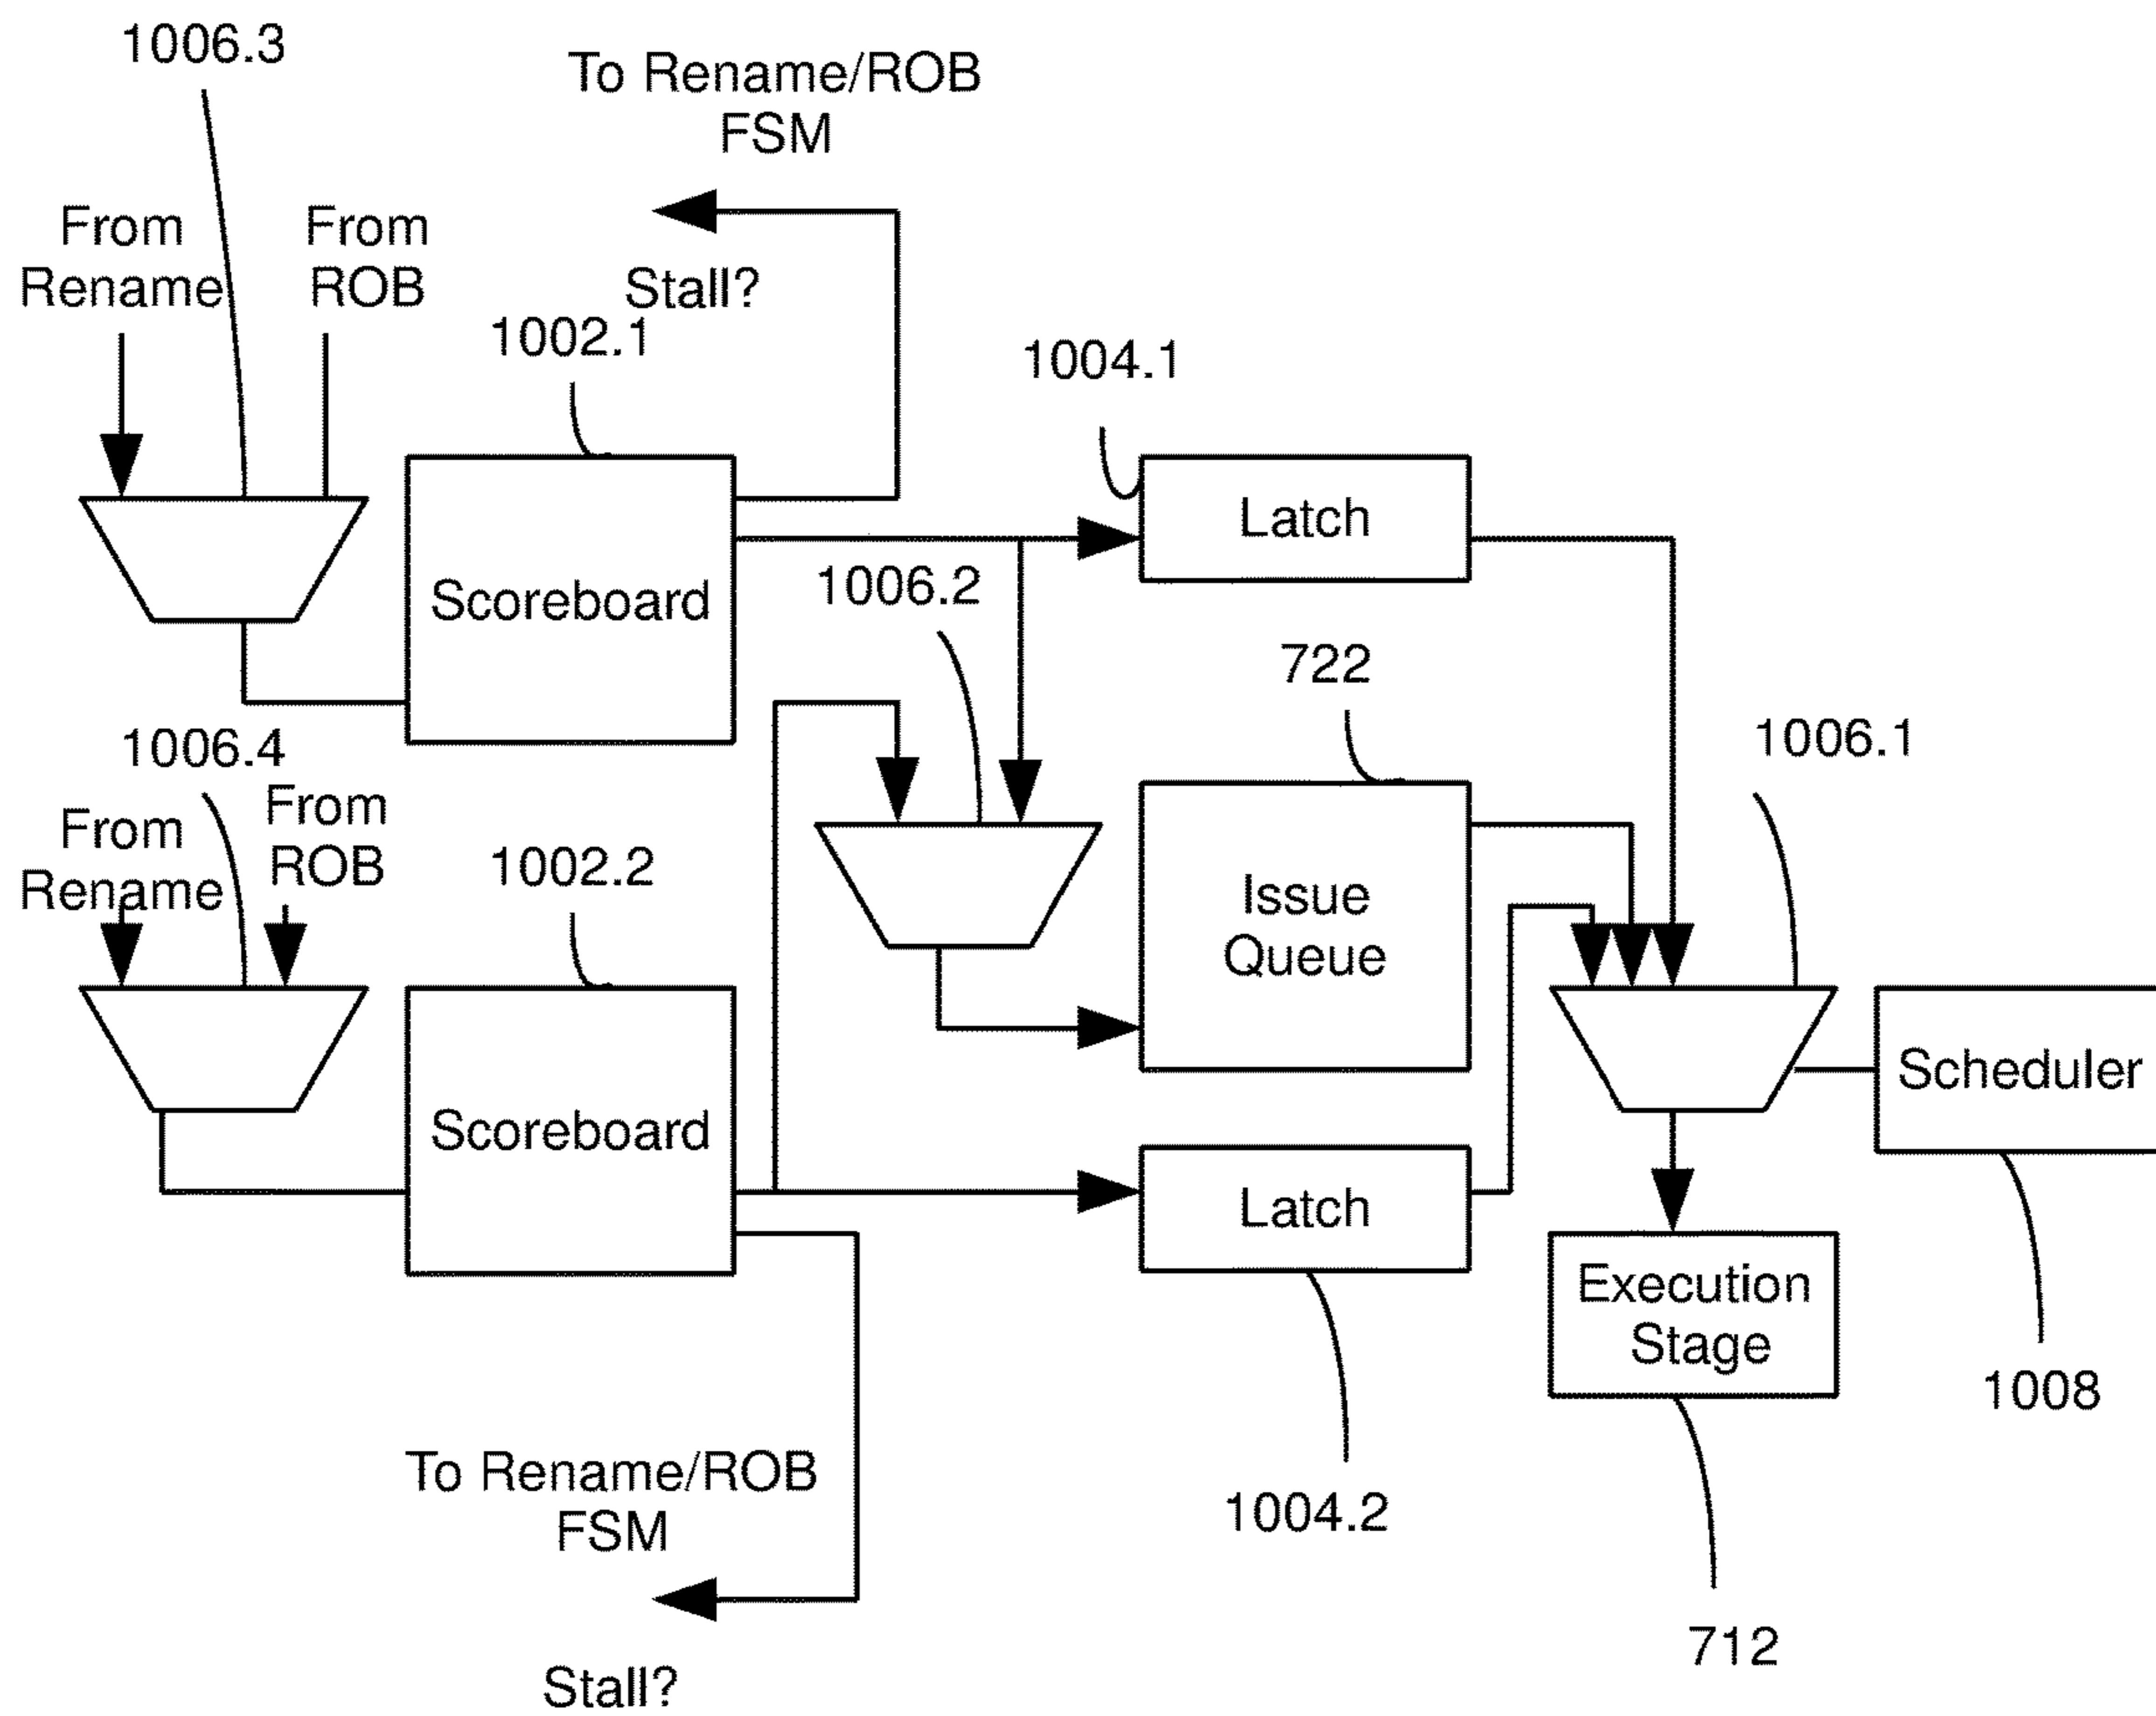 1006.3
To Rename/ROB
FSM
From
Rename
From
ROB
Stall?
1002.1
1004.1
Latch
Scoreboard
1006.2
722
1006.4
1006.1
From
Rename
From
ROB
1002.2
Issue
Queue
Scheduler
Scoreboard
Latch
Execution
Stage
1008
To Rename/ROB
FSM
1004.2
712
Stall?